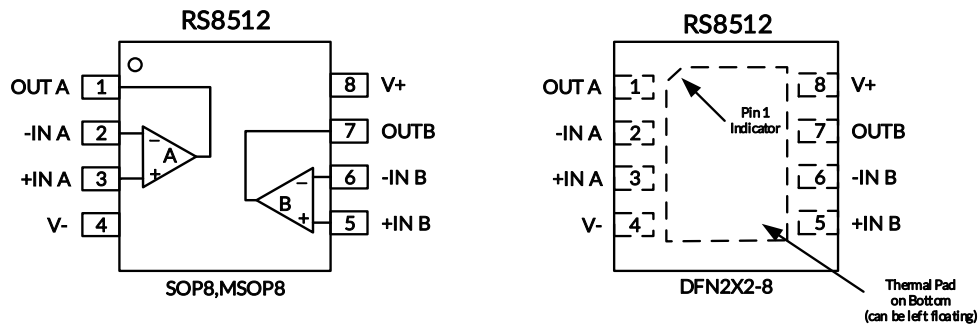 RS8512
OUT A 1
-IN A 2
+IN A 3
V- 4
8 V+
7 OUTB
6 -IN B
5 +IN B
− A +
− B +
SOP8,MSOP8
RS8512
OUT A 1
-IN A 2
+IN A 3
V- 4
8 V+
7 OUTB
6 -IN B
5 +IN B
Pin 1
Indicator
DFN2X2-8
Thermal Pad
on Bottom
(can be left floating)